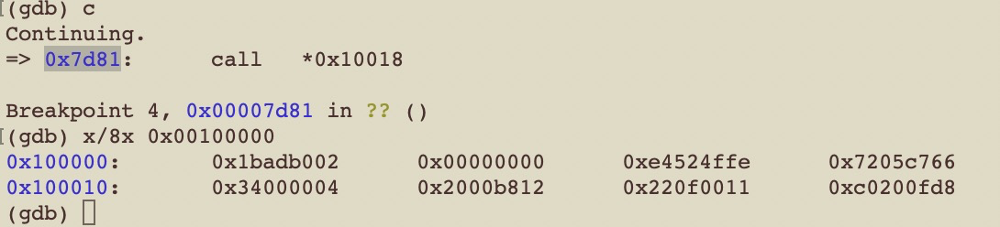 (gdb) c
Continuing.
=> 0x7d81: call *0x10018
Breakpoint 4, 0x00007d81 in ?? ()
(gdb) x/8x 0x00100000
0x100000: 0x1badb002 0x00000000 0xe4524ffe 0x7205c766
0x100010: 0x34000004 0x2000b812 0x220f0011 0xc0200fd8
(gdb)